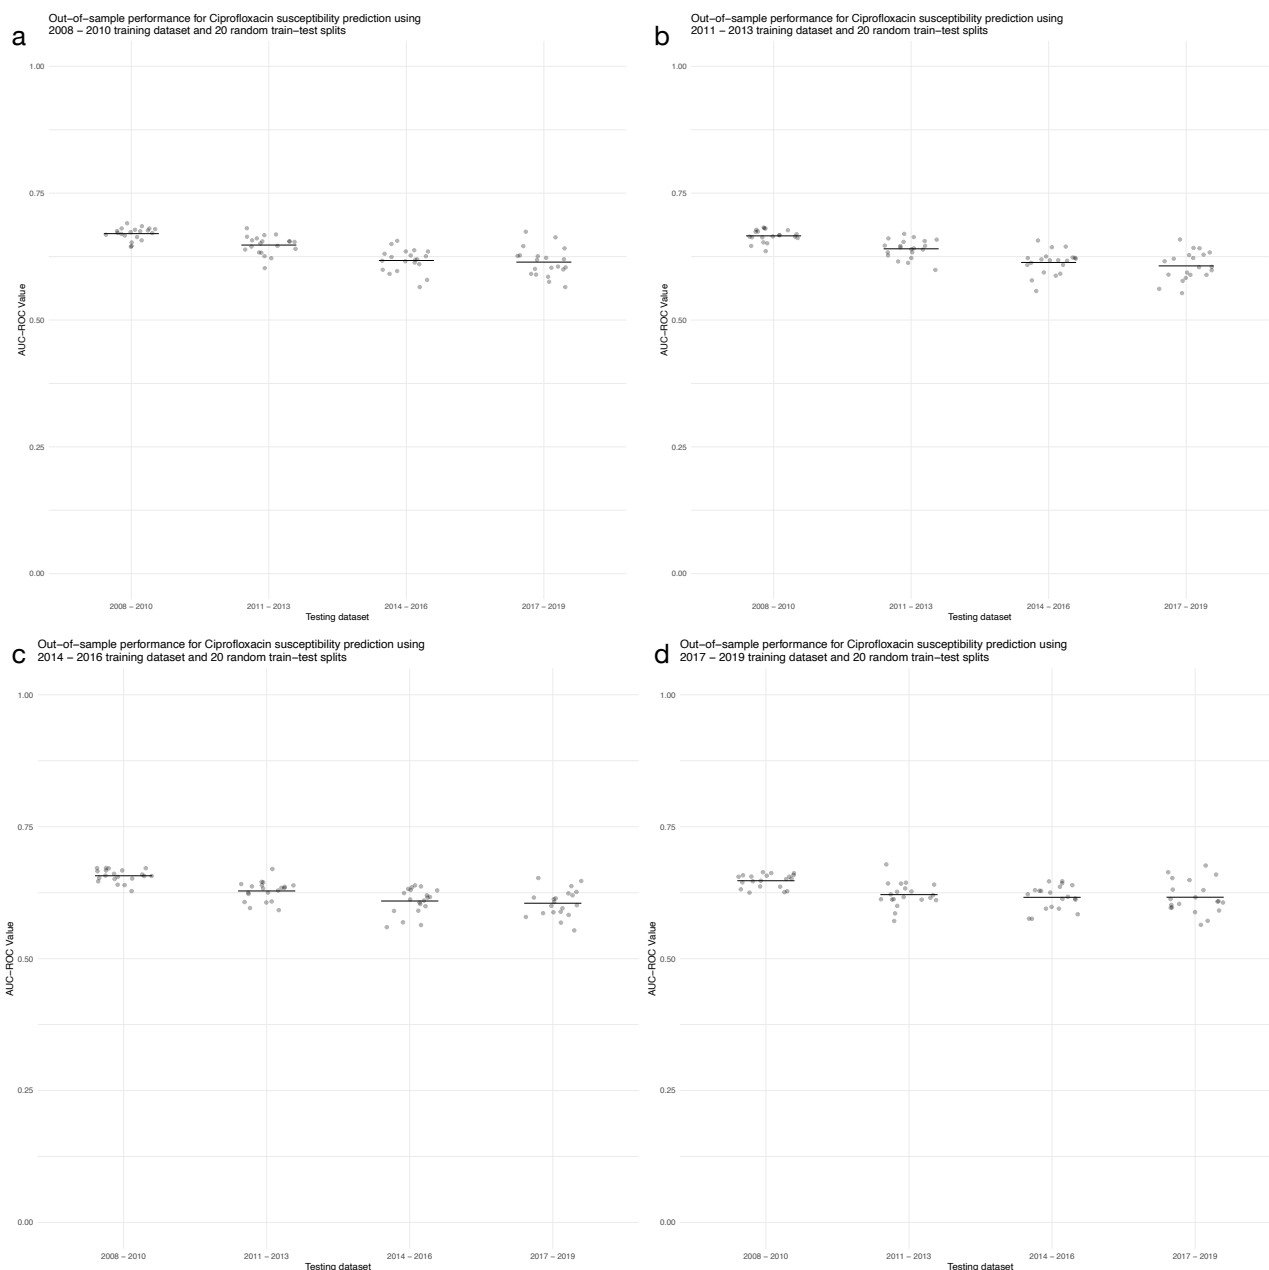 a
Out−of−sample performance for Ciprofloxacin susceptibility prediction using
2008 − 2010 training dataset and 20 random train−test splits
1.00
0.75
0.50
0.25
0.00
AUC−ROC Value
2008 − 2010
2011 − 2013
2014 − 2016
2017 − 2019
Testing dataset
b
Out−of−sample performance for Ciprofloxacin susceptibility prediction using
2011 − 2013 training dataset and 20 random train−test splits
1.00
0.75
0.50
0.25
0.00
AUC−ROC Value
2008 − 2010
2011 − 2013
2014 − 2016
2017 − 2019
Testing dataset
c
Out−of−sample performance for Ciprofloxacin susceptibility prediction using
2014 − 2016 training dataset and 20 random train−test splits
1.00
0.75
0.50
0.25
0.00
AUC−ROC Value
2008 − 2010
2011 − 2013
2014 − 2016
2017 − 2019
Testing dataset
d
Out−of−sample performance for Ciprofloxacin susceptibility prediction using
2017 − 2019 training dataset and 20 random train−test splits
1.00
0.75
0.50
0.25
0.00
AUC−ROC Value
2008 − 2010
2011 − 2013
2014 − 2016
2017 − 2019
Testing dataset